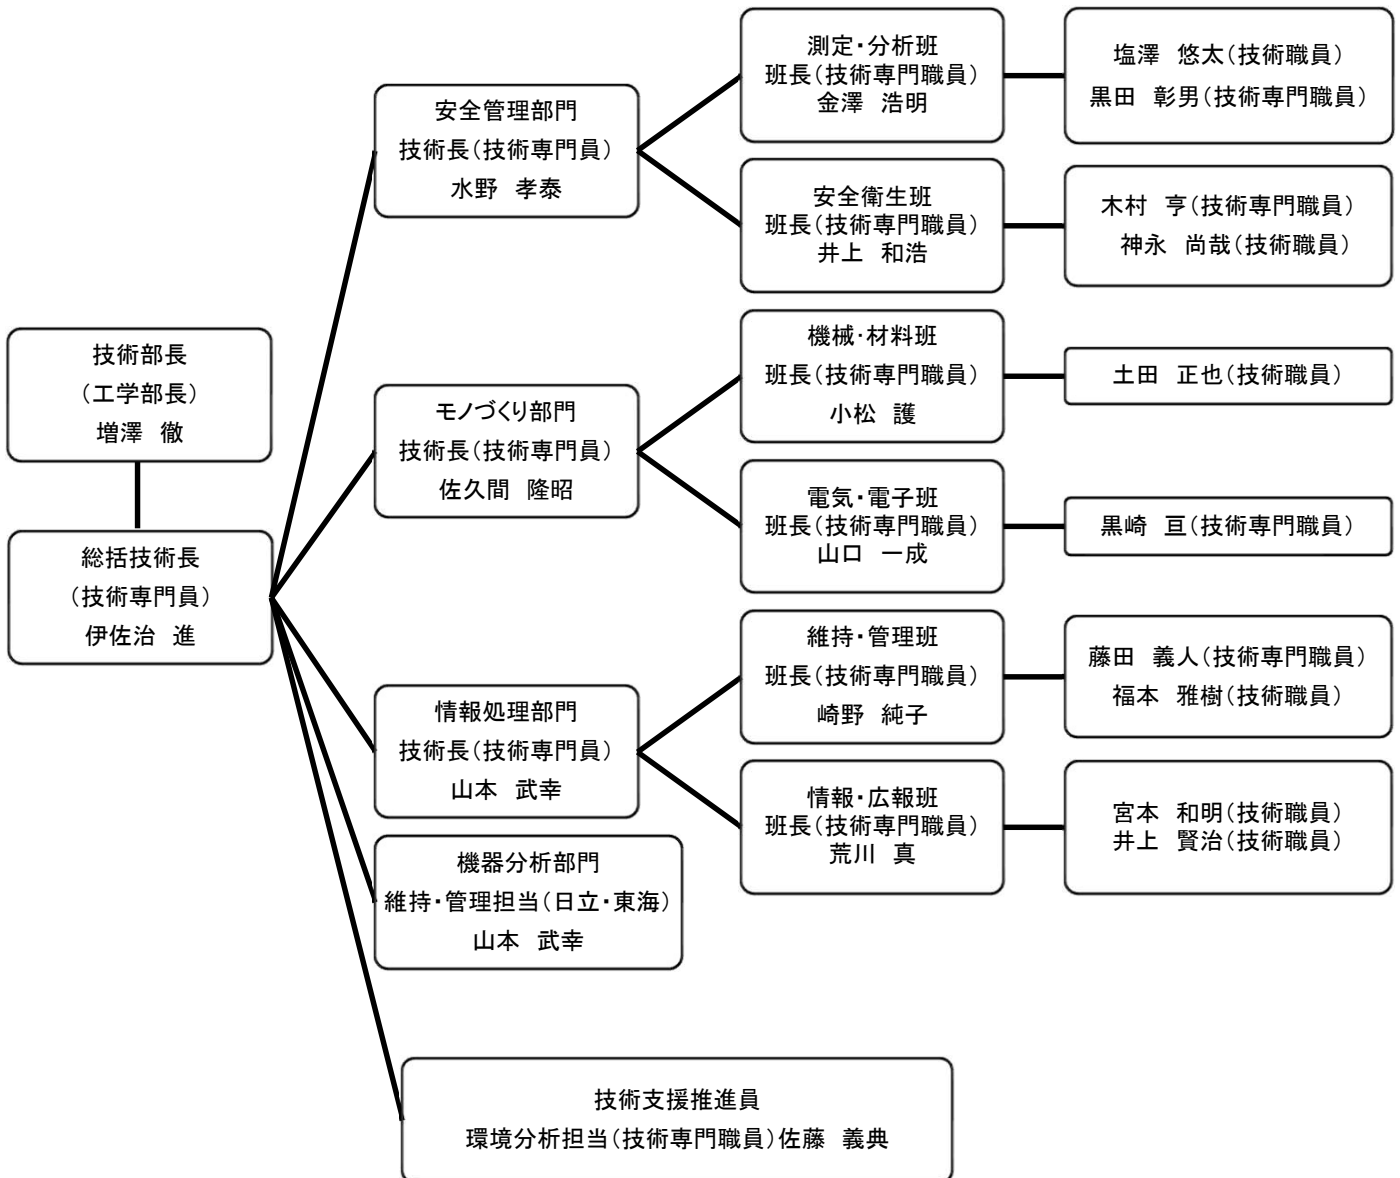 技術部長
(工学部長)
増澤 徹
総括技術長
(技術専門員)
伊佐治 進
安全管理部門
技術長(技術専門員)
水野 孝泰
測定・分析班
班長(技術専門職員)
金澤 浩明
塩澤 悠太(技術職員)
黒田 彰男(技術専門職員)
安全衛生班
班長(技術専門職員)
井上 和浩
木村 亨(技術専門職員)
神永 尚哉(技術職員)
モノづくり部門
技術長(技術専門員)
佐久間 隆昭
機械・材料班
班長(技術専門職員)
小松 護
土田 正也(技術職員)
電気・電子班
班長(技術専門職員)
山口 一成
黒崎 亘(技術専門職員)
情報処理部門
技術長(技術専門員)
山本 武幸
維持・管理班
班長(技術専門職員)
崎野 純子
藤田 義人(技術専門職員)
福本 雅樹(技術職員)
情報・広報班
班長(技術専門職員)
荒川 真
宮本 和明(技術職員)
井上 賢治(技術職員)
機器分析部門
維持・管理担当(日立・東海)
山本 武幸
技術支援推進員
環境分析担当(技術専門職員)佐藤 義典